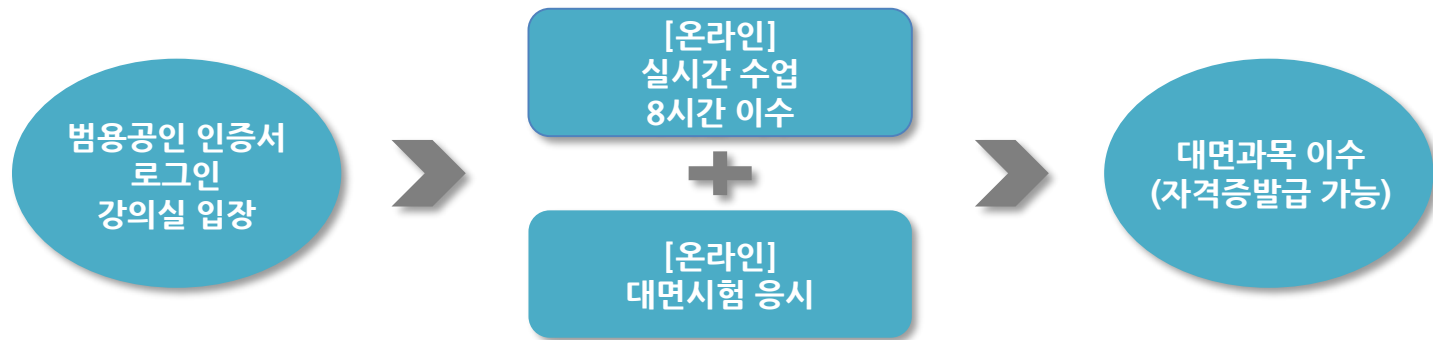 범용공인 인증서
로그인
강의실 입장
[온라인]
실시간 수업
8시간 이수
[온라인]
대면시험 응시
대면과목 이수
(자격증발급 가능)